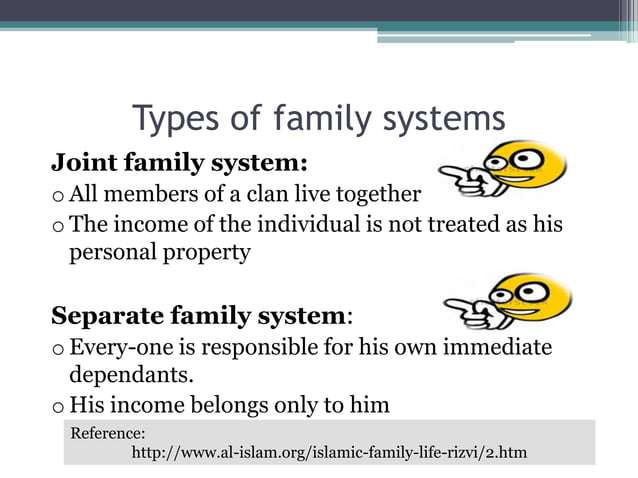 Types of family systems
Joint family system:
o All members of a clan live together
o The income of the individual is not treated as his
personal property
Separate family system:
o Every-one is responsible for his own immediate
dependants.
o His income belongs only to him
Reference:
http://www.al-islam.org/islamic-family-life-rizvi/2.htm